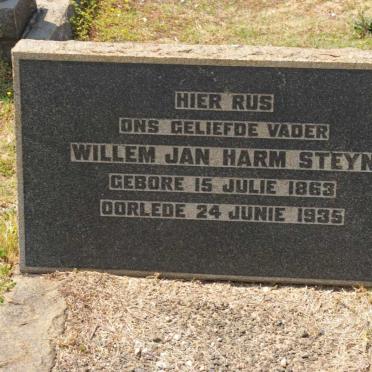 HIER RUS
ONS GELIEFDE VADER
WILLEM JAN HARM STEYN
GEBORE 15 JULIE 1863
OORLEDE 24 JUNIE 1935